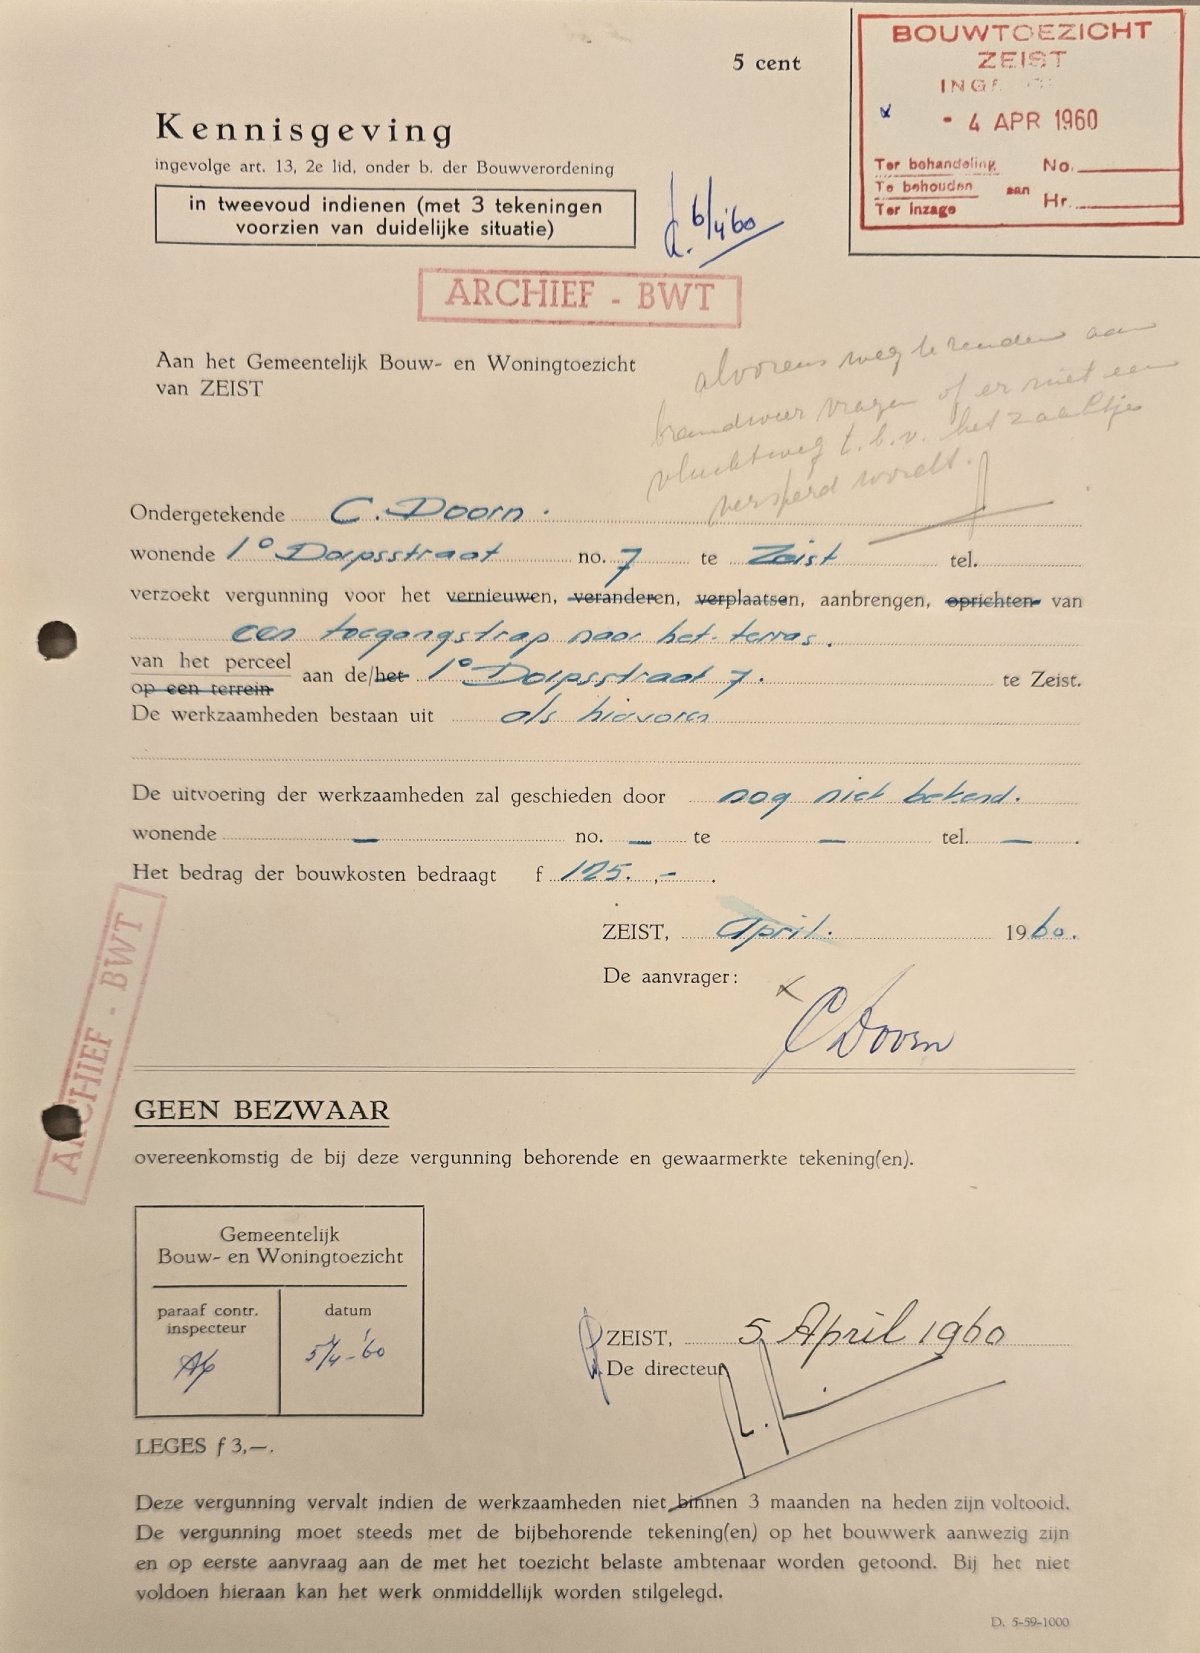 5 cent
BOUWTOEZICHT
ZEIST
- 4 APR 1960
Ter behandeling
Te behouden
Ter inzage
aan
No.
Hr.
Kennisgeving
ingevolge art. 13, 2e lid, onder b. der Bouwverordening
in tweevoud indienen (met 3 tekeningen
voorzien van duidelijke situatie)
6/4'60
ARCHIEF - BWT
Aan het Gemeentelijk Bouw- en Woningtoezicht
van ZEIST
alvorens weg te zenden aan
brandweer vragen of er niet een
vluchtweg t.b.v. het zaaltje
versperd wordt.
Ondergetekende C. Doorn.
wonende 1e Dorpsstraat no. 7 te Zeist tel.
verzoekt vergunning voor het vernieuwen, veranderen, verplaatsen, aanbrengen, oprichten van
een toegangstrap naar het terras.
van het perceel
op een terrein
aan de/het 1e Dorpsstraat 7. te Zeist.
De werkzaamheden bestaan uit als hiervoren
De uitvoering der werkzaamheden zal geschieden door nog niet bekend.
wonende — no. — te — tel. — .
Het bedrag der bouwkosten bedraagt f 125.,- .
ZEIST, April. 1960.
De aanvrager:
x
C Doorn
ARCHIEF - BWT
GEEN BEZWAAR
overeenkomstig de bij deze vergunning behorende en gewaarmerkte tekening(en).
Gemeentelijk
Bouw- en Woningtoezicht
paraaf contr.
inspecteur
datum
5/4-'60
ZEIST, 5 April 1960
De directeur
LEGES f 3,—.
Deze vergunning vervalt indien de werkzaamheden niet binnen 3 maanden na heden zijn voltooid.
De vergunning moet steeds met de bijbehorende tekening(en) op het bouwwerk aanwezig zijn
en op eerste aanvraag aan de met het toezicht belaste ambtenaar worden getoond. Bij het niet
voldoen hieraan kan het werk onmiddellijk worden stilgelegd.
D. 5-59-1000